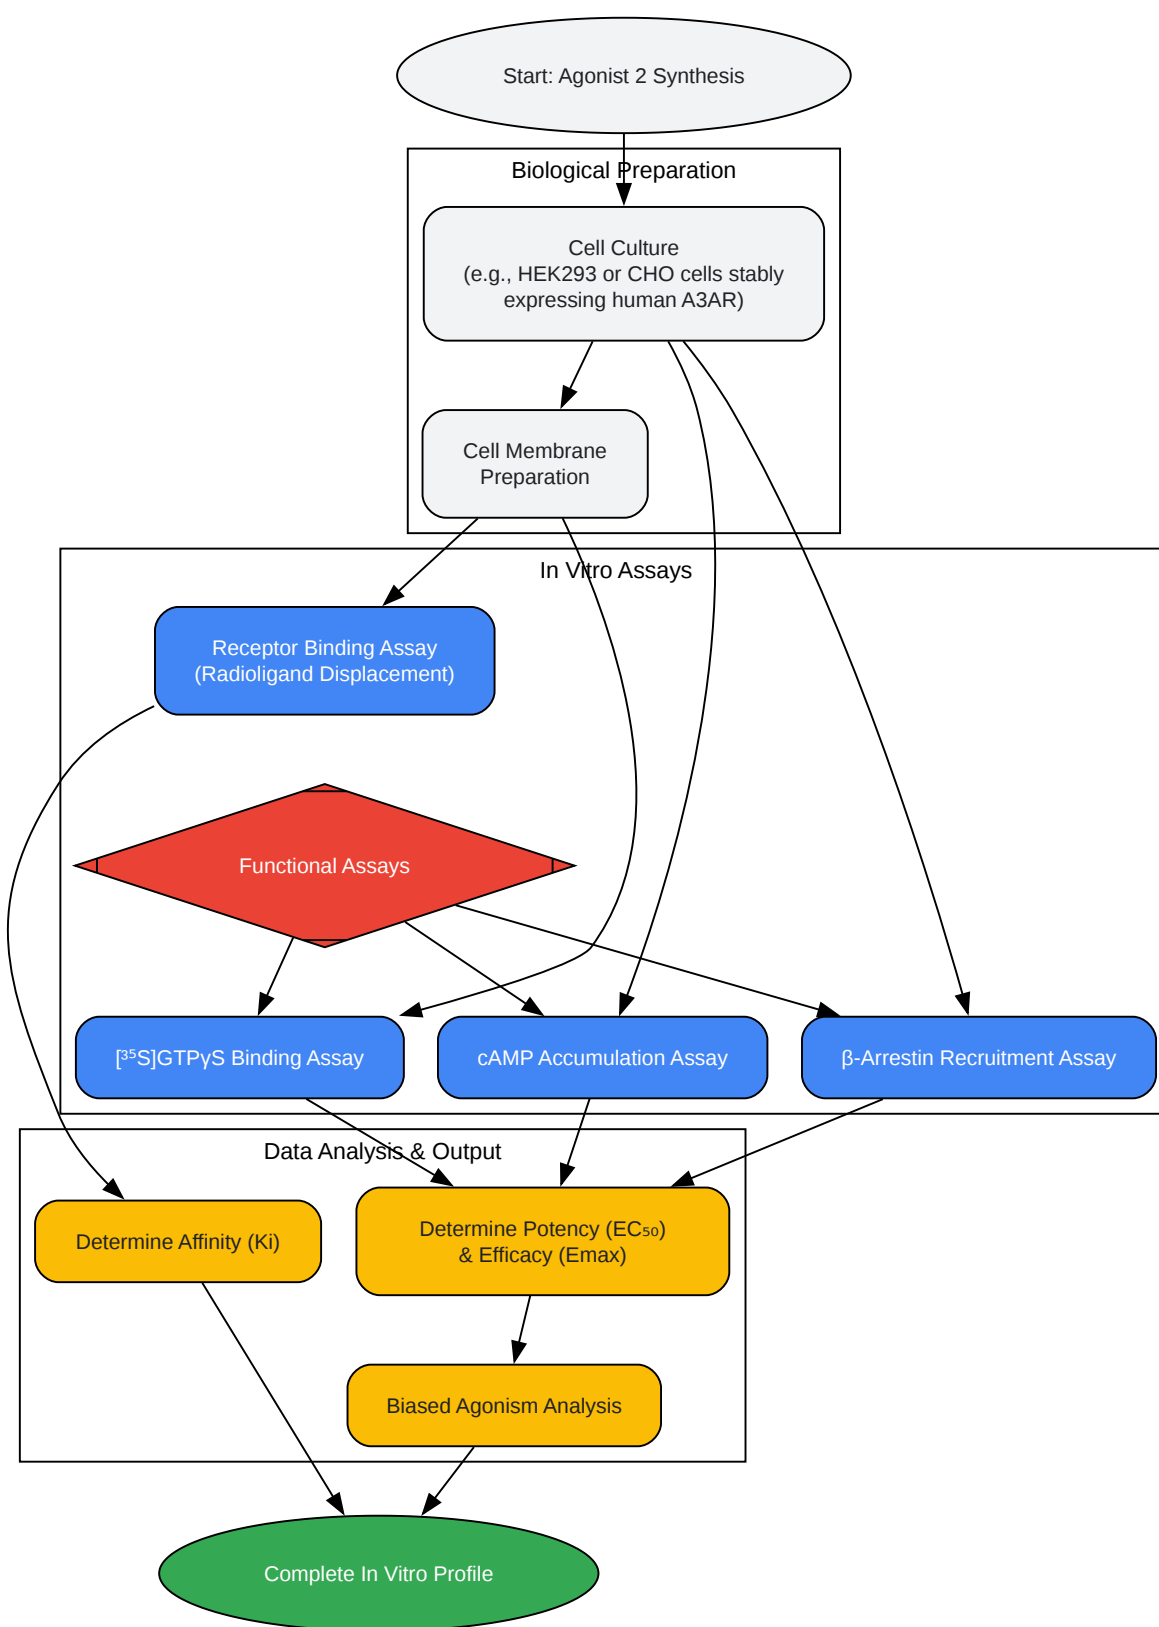 Start: Agonist 2 Synthesis
Biological Preparation
Cell Culture
(e.g., HEK293 or CHO cells stably
expressing human A3AR)
Cell Membrane
Preparation
In Vitro Assays
Receptor Binding Assay
(Radioligand Displacement)
Functional Assays
[³⁵S]GTPγS Binding Assay
cAMP Accumulation Assay
β-Arrestin Recruitment Assay
Data Analysis & Output
Determine Affinity (Ki)
Determine Potency (EC₅₀)
& Efficacy (Emax)
Biased Agonism Analysis
Complete In Vitro Profile